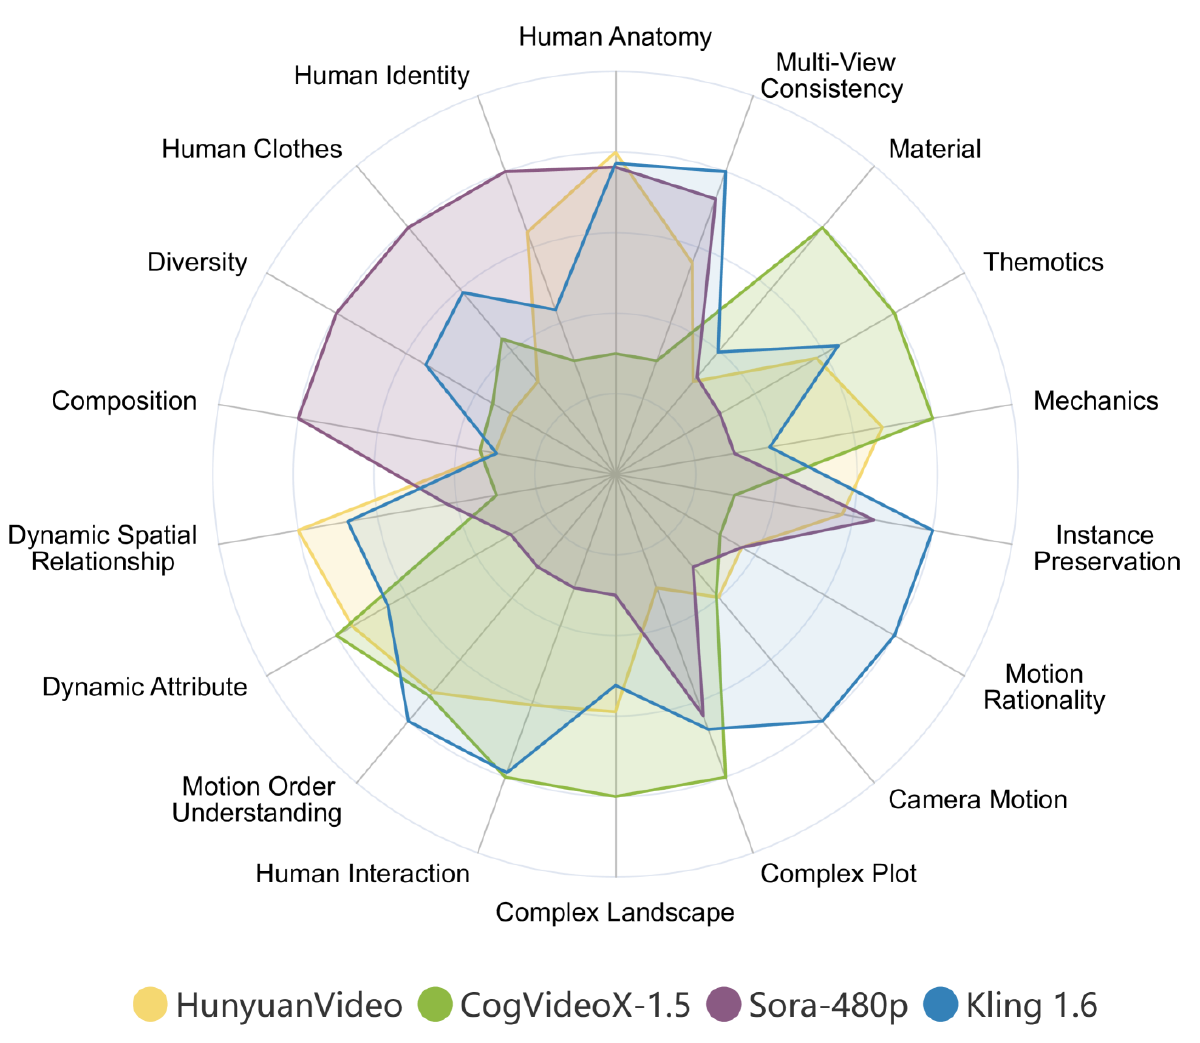 Human Anatomy
Multi-View
Consistency
Material
Themotics
Mechanics
Instance
Preservation
Motion
Rationality
Camera Motion
Complex Plot
Complex Landscape
Human Interaction
Motion Order
Understanding
Dynamic Attribute
Dynamic Spatial
Relationship
Composition
Diversity
Human Clothes
Human Identity
HunyuanVideo
CogVideoX-1.5
Sora-480p
Kling 1.6